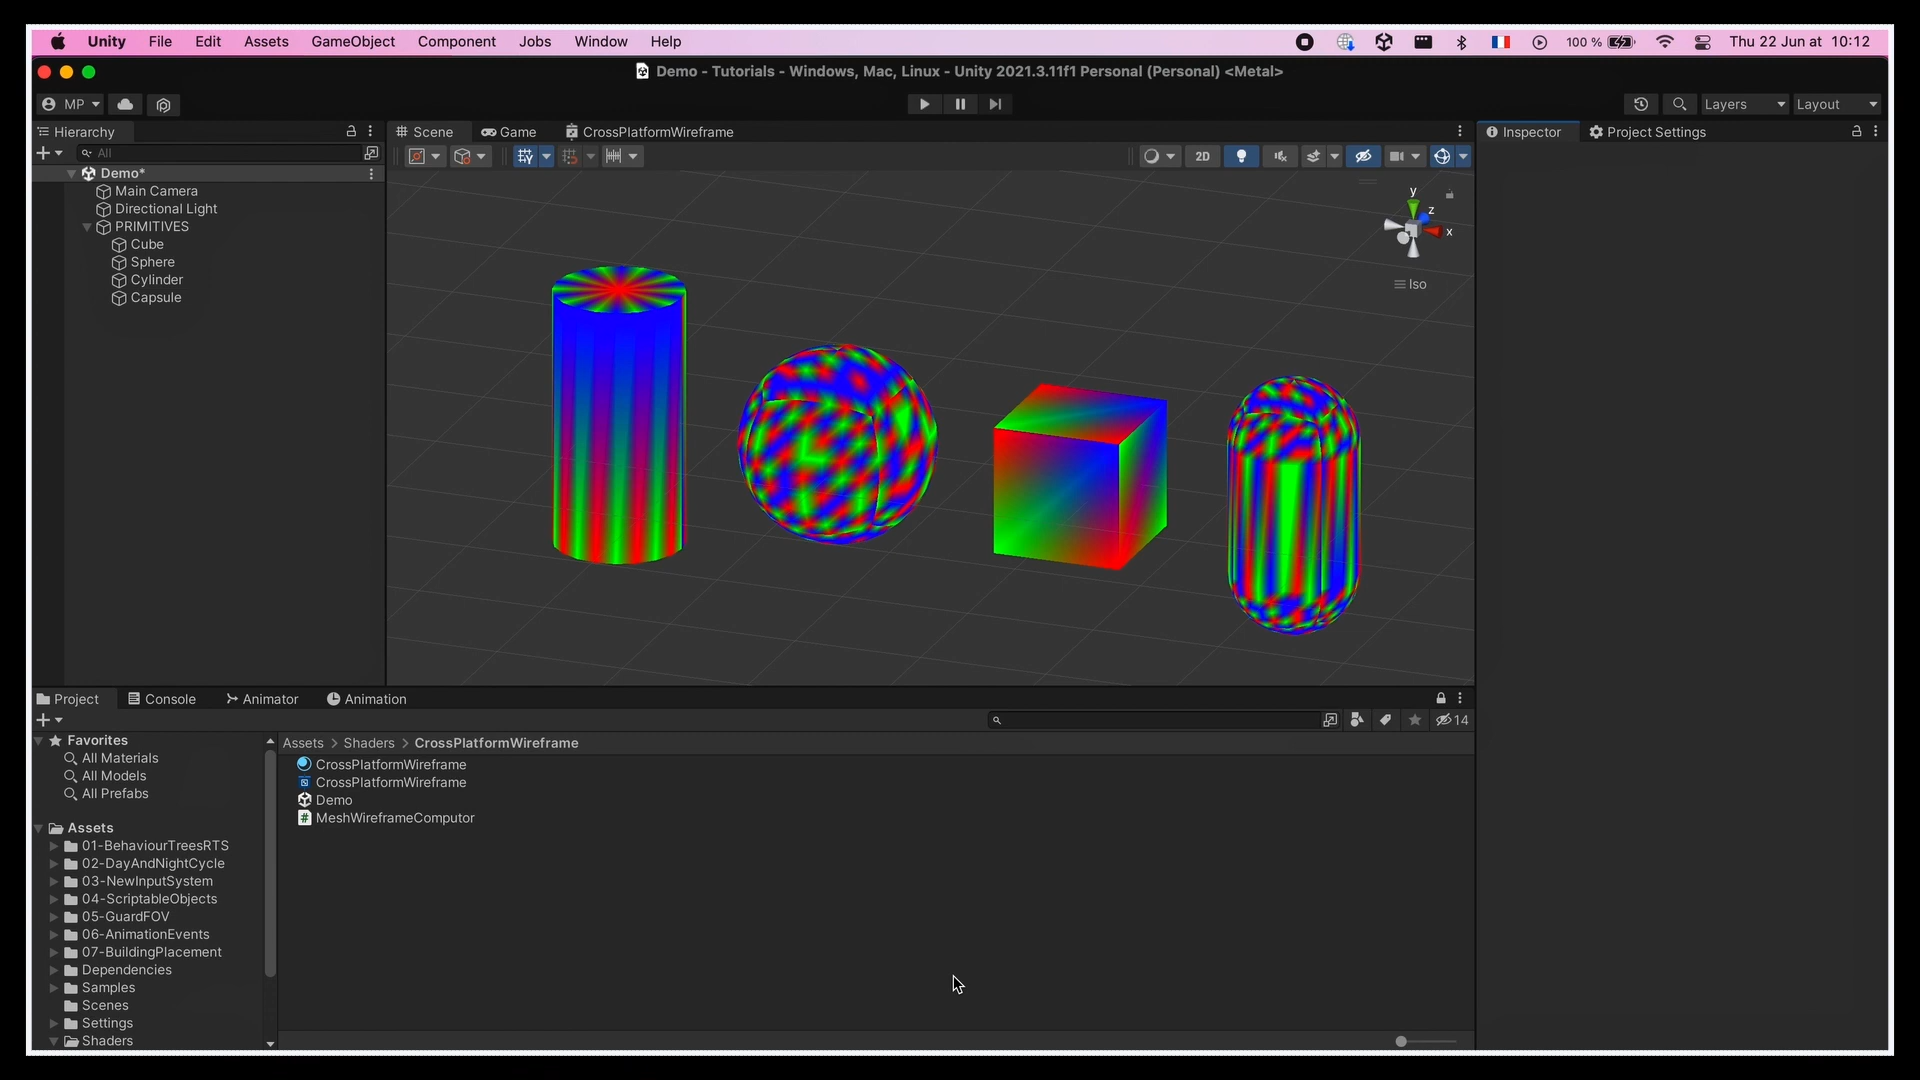 Unity File Edit Assets GameObject Component Jobs Window Help 100 % Thu 22 Jun at 10:12
Demo - Tutorials - Windows, Mac, Linux - Unity 2021.3.11f1 Personal (Personal) <Metal>
MP Layers Layout
Hierarchy Scene Game CrossPlatformWireframe Inspector Project Settings
All 2D
Demo*
Main Camera
Directional Light
PRIMITIVES
Cube
Sphere
Cylinder
Capsule
y
z
x
Iso
Project Console Animator Animation
14
Favorites
All Materials
All Models
All Prefabs
Assets
01-BehaviourTreesRTS
02-DayAndNightCycle
03-NewInputSystem
04-ScriptableObjects
05-GuardFOV
06-AnimationEvents
07-BuildingPlacement
Dependencies
Samples
Scenes
Settings
Shaders
Assets > Shaders > CrossPlatformWireframe
CrossPlatformWireframe
CrossPlatformWireframe
Demo
MeshWireframeComputor